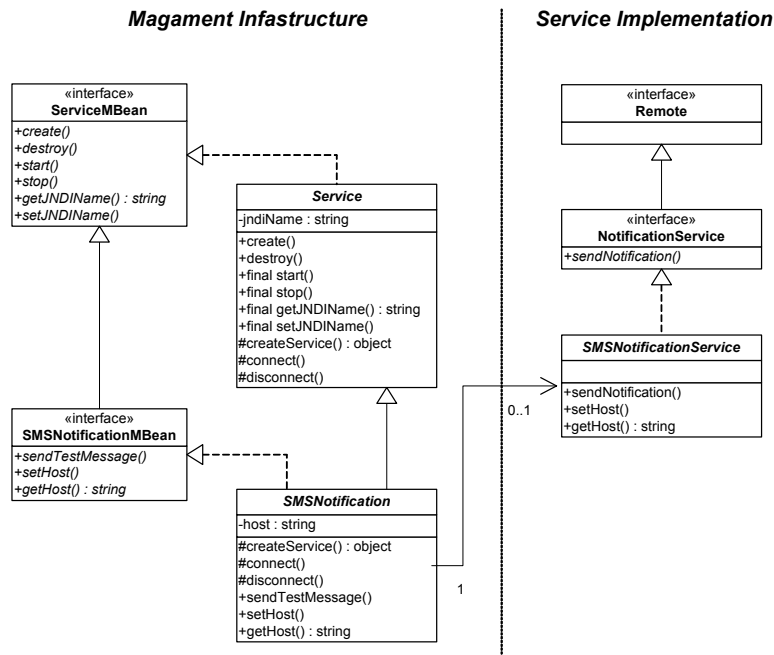 Magament Infastructure
Service Implementation
«interface»
ServiceMBean
+create()
+destroy()
+start()
+stop()
+getJNDIName() : string
+setJNDIName()
Service
-jndiName : string
+create()
+destroy()
+final start()
+final stop()
+final getJNDIName() : string
+final setJNDIName()
#createService() : object
#connect()
#disconnect()
«interface»
SMSNotificationMBean
+sendTestMessage()
+setHost()
+getHost() : string
SMSNotification
-host : string
#createService() : object
#connect()
#disconnect()
+sendTestMessage()
+setHost()
+getHost() : string
1
0..1
«interface»
Remote
«interface»
NotificationService
+sendNotification()
SMSNotificationService
+sendNotification()
+setHost()
+getHost() : string